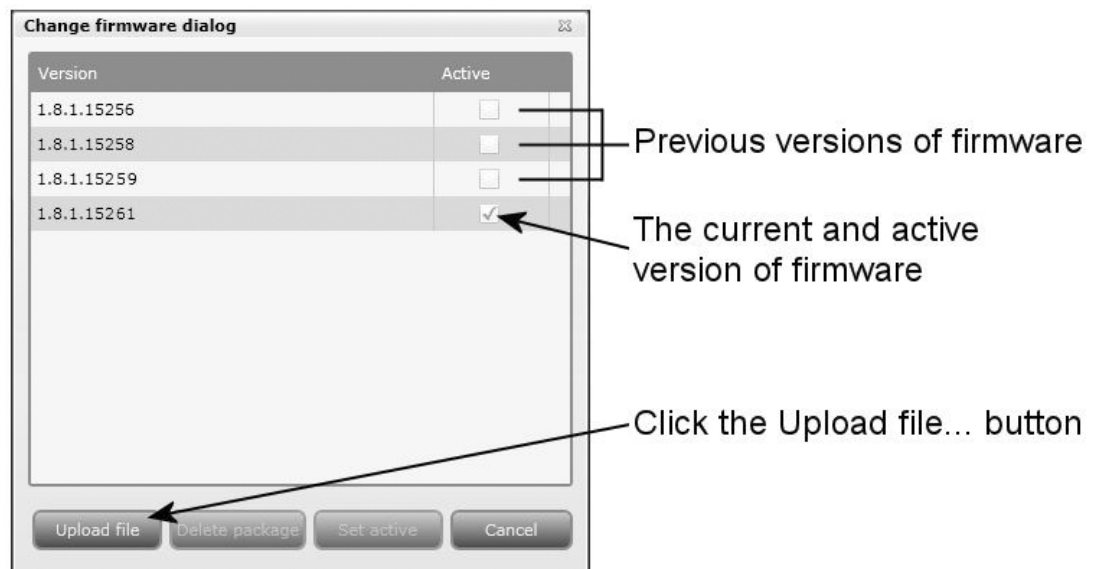 Change firmware dialog
Version Active
1.8.1.15256
1.8.1.15258
1.8.1.15259
1.8.1.15261
Previous versions of firmware
The current and active
version of firmware
Click the Upload file... button
Upload file Delete package Set active Cancel